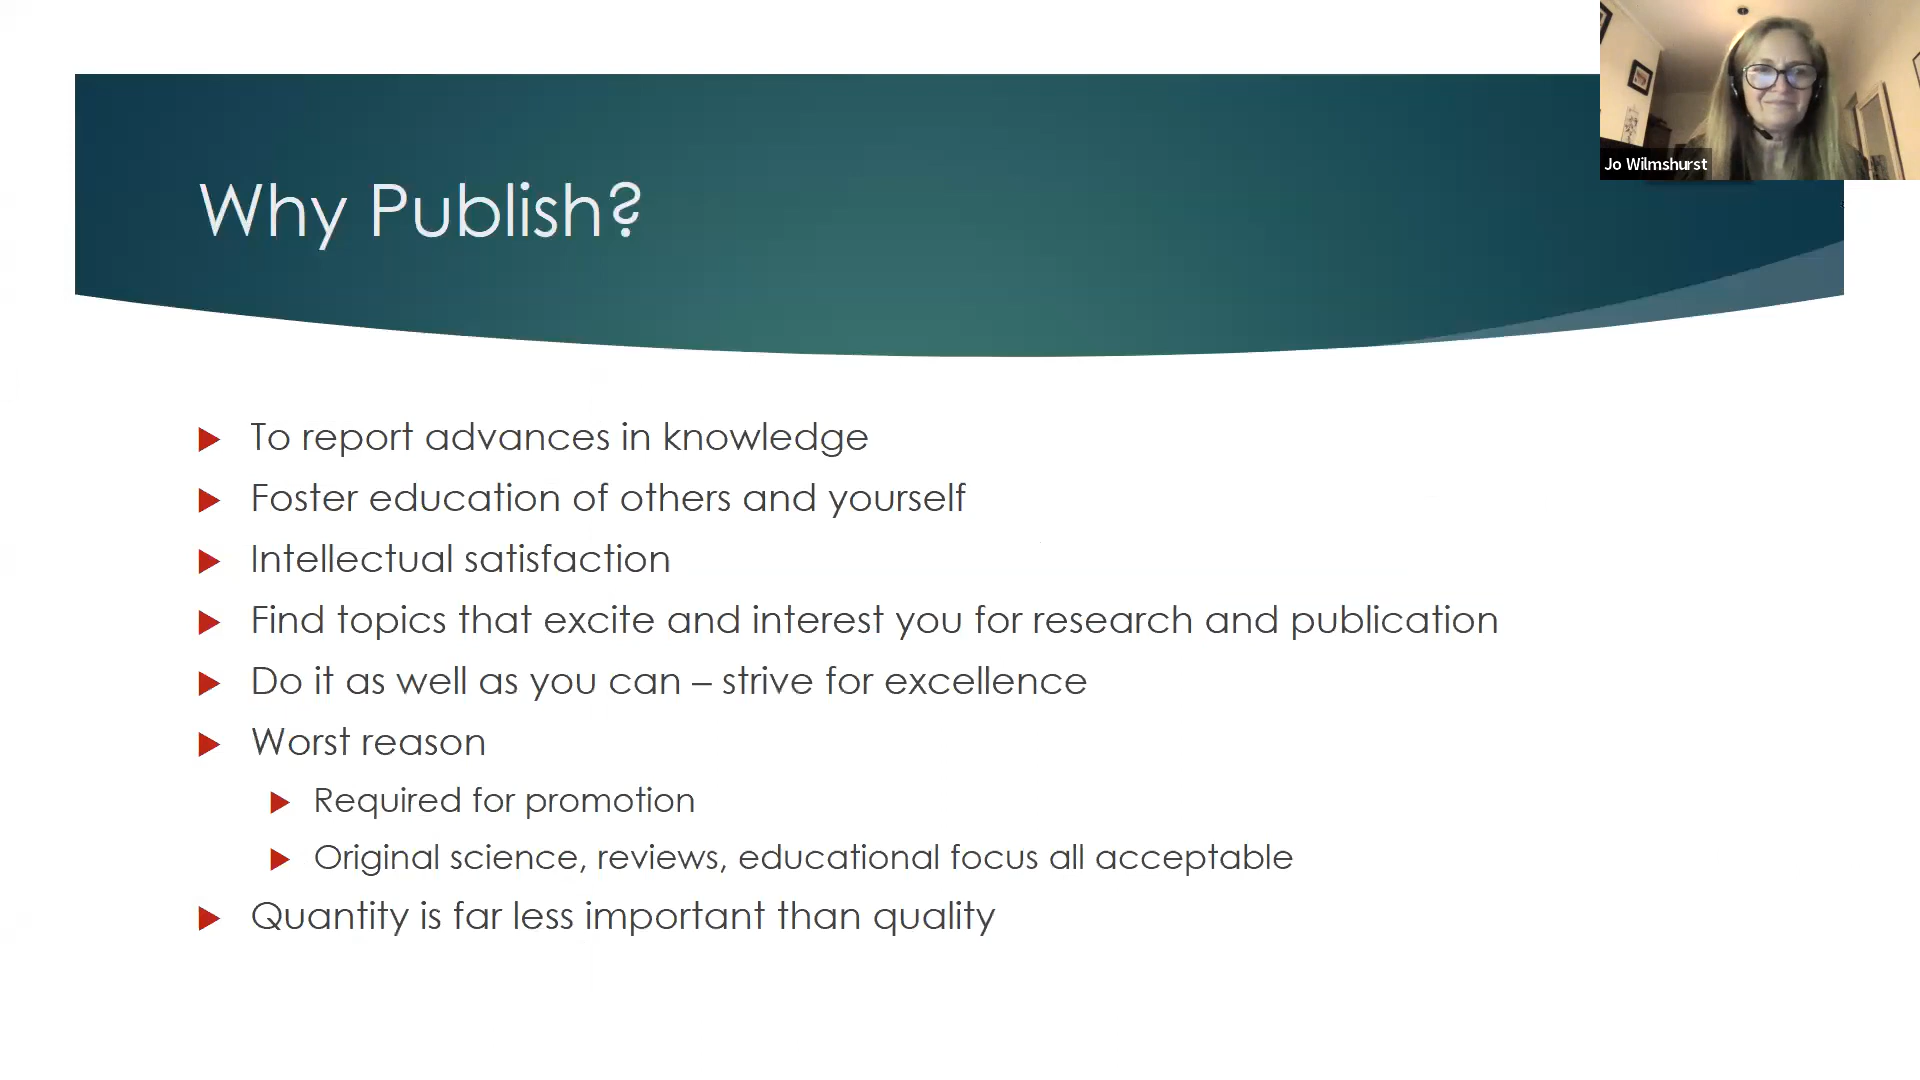 Why Publish?
Jo Wilmshurst
To report advances in knowledge
Foster education of others and yourself
Intellectual satisfaction
Find topics that excite and interest you for research and publication
Do it as well as you can – strive for excellence
Worst reason
Required for promotion
Original science, reviews, educational focus all acceptable
Quantity is far less important than quality